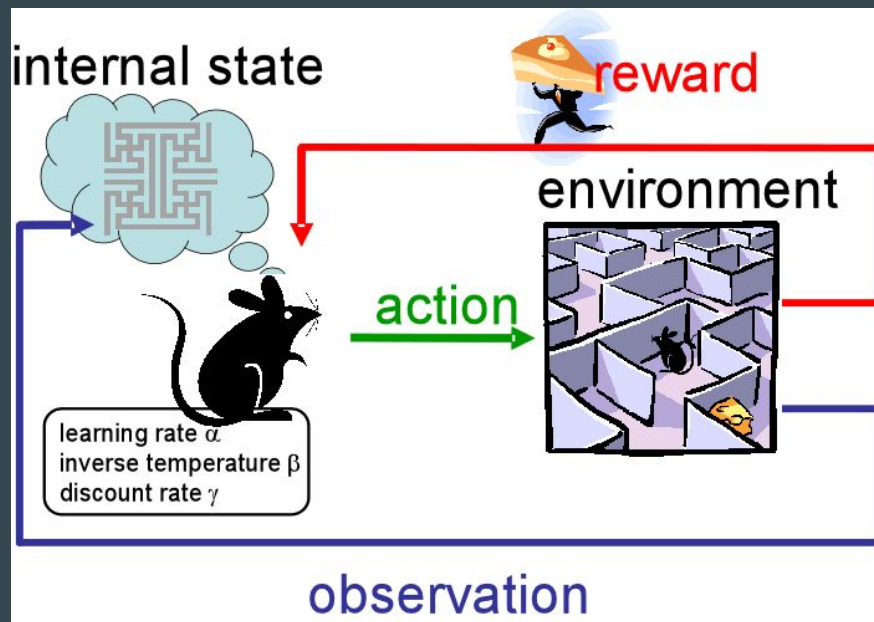 internal state
reward
environment
action
learning rate α
inverse temperature β
discount rate γ
observation